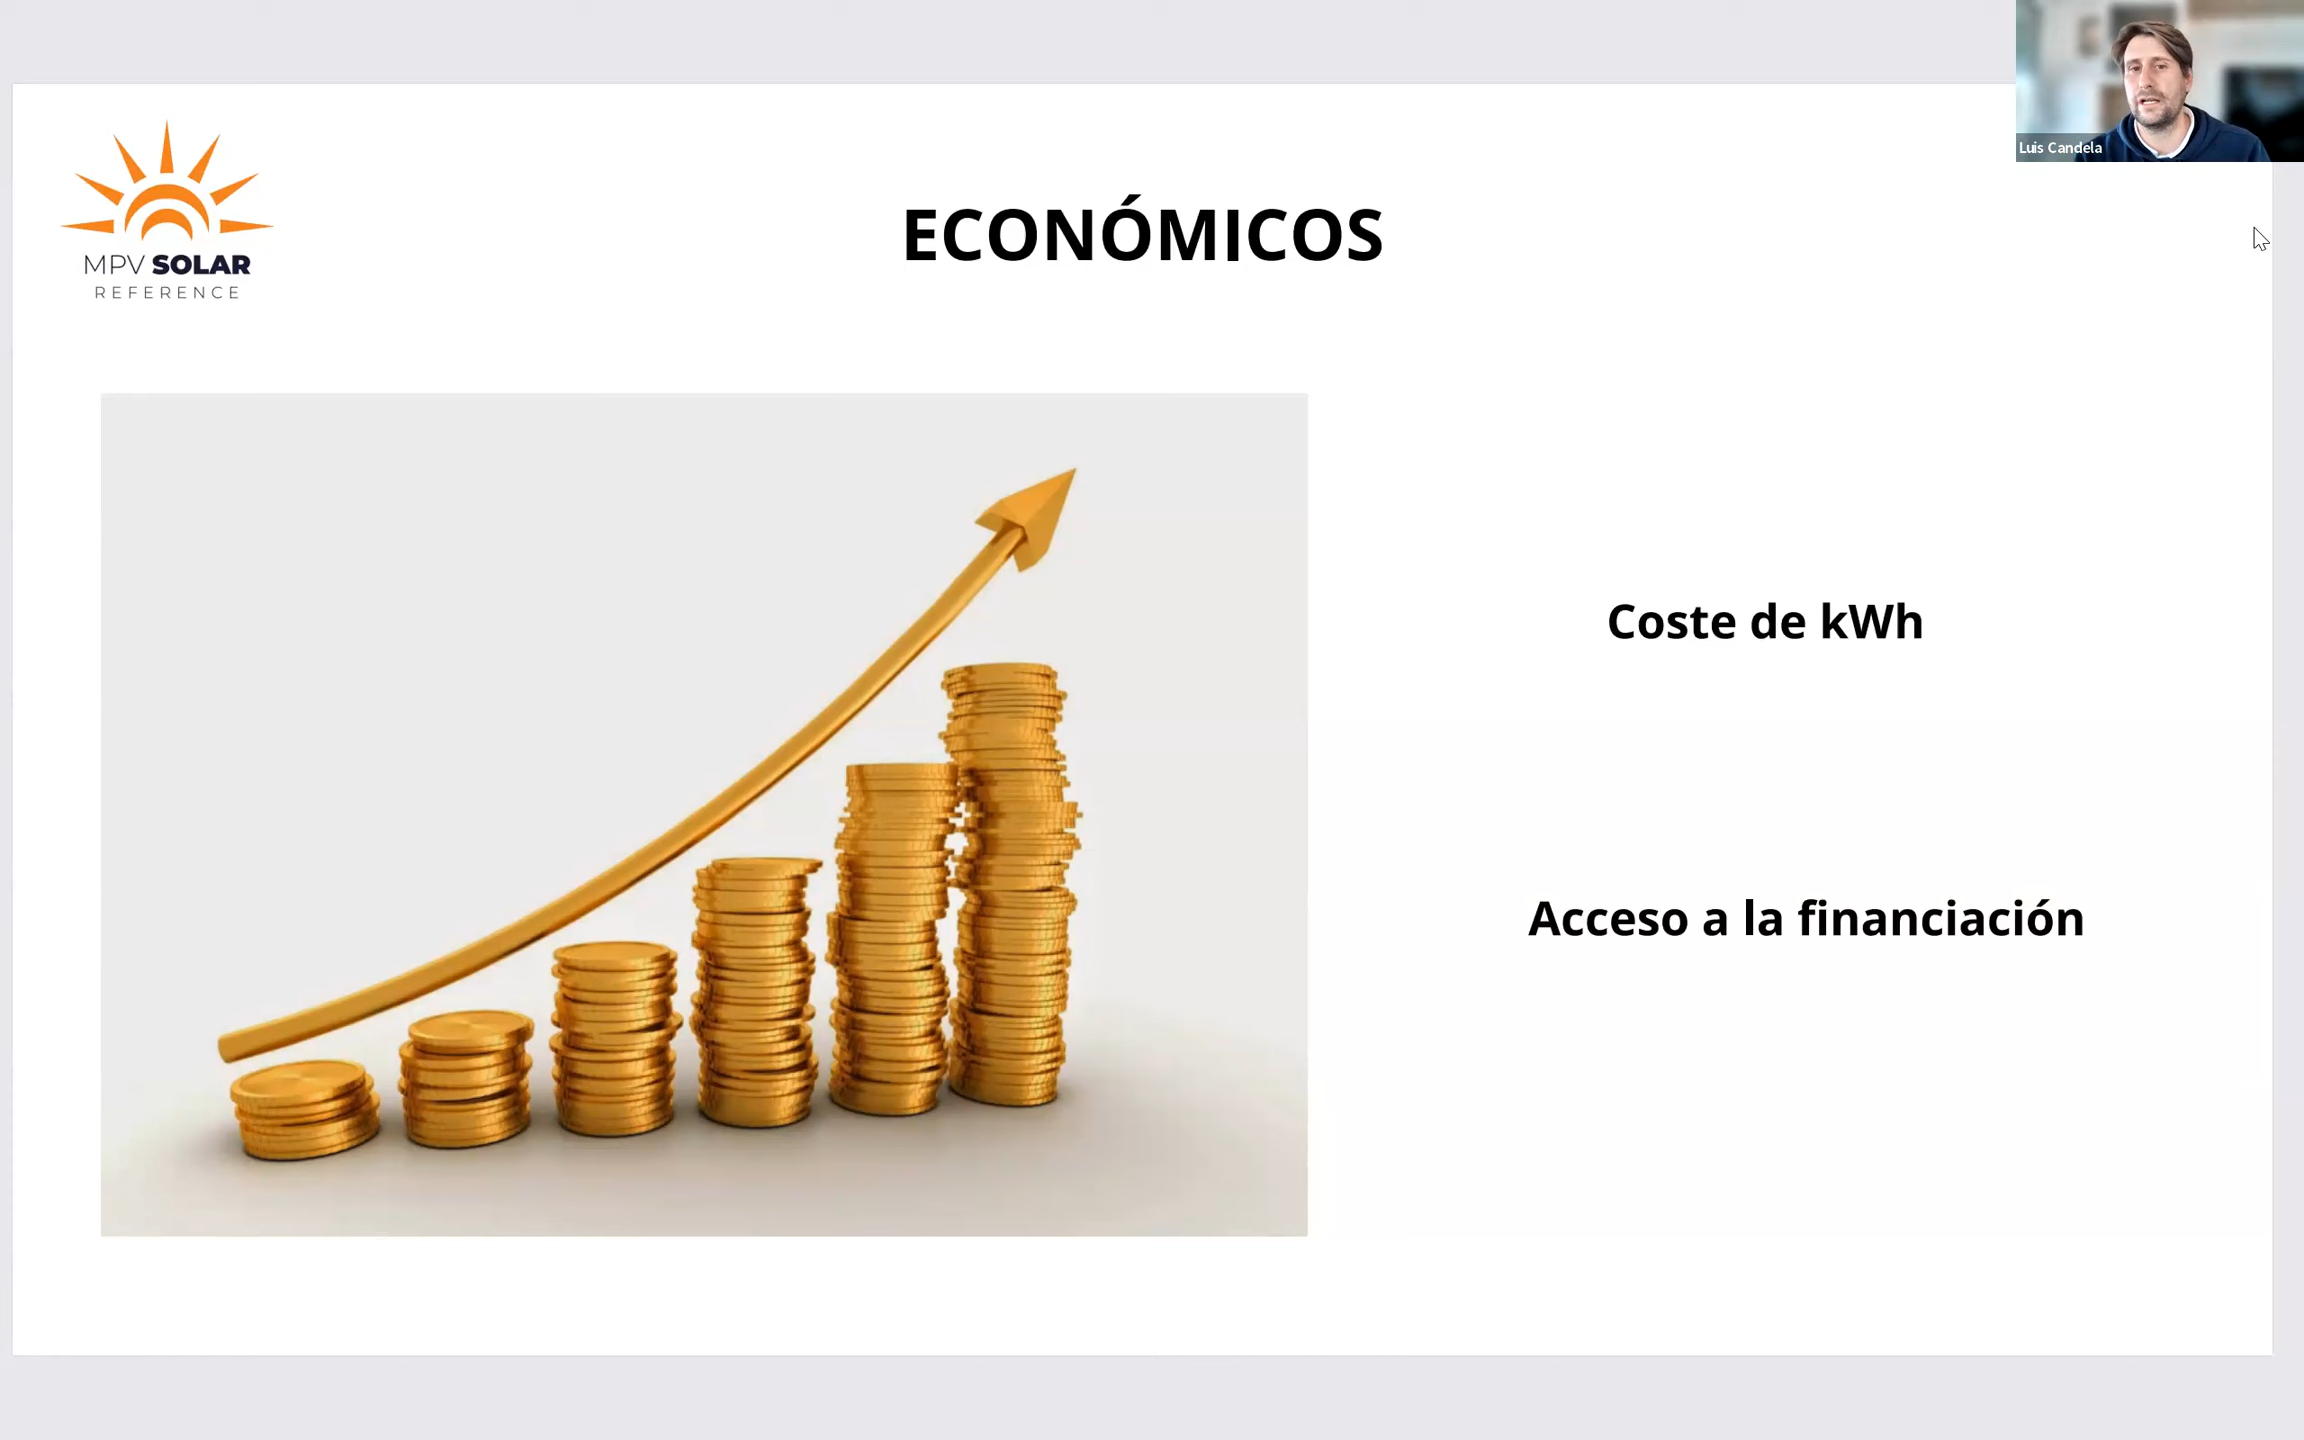 Luis Candela
MPV SOLAR
REFERENCE
ECONÓMICOS
Coste de kWh
Acceso a la financiación